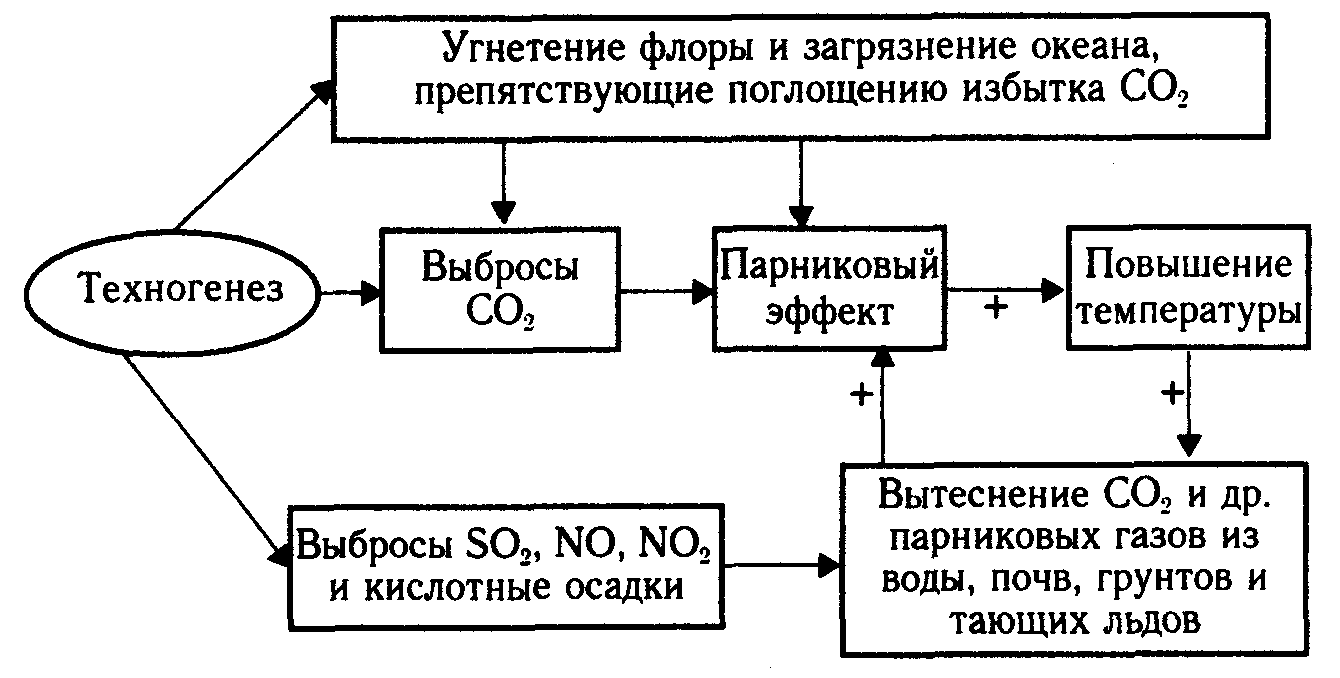 Угнетение флоры и загрязнение океана,
препятствующие поглощению избытка CO₂
Техногенез
Выбросы
CO₂
Парниковый
эффект
+
Повышение
температуры
+
+
Выбросы SO₂, NO, NO₂
и кислотные осадки
Вытеснение CO₂ и др.
парниковых газов из
воды, почв, грунтов и
тающих льдов